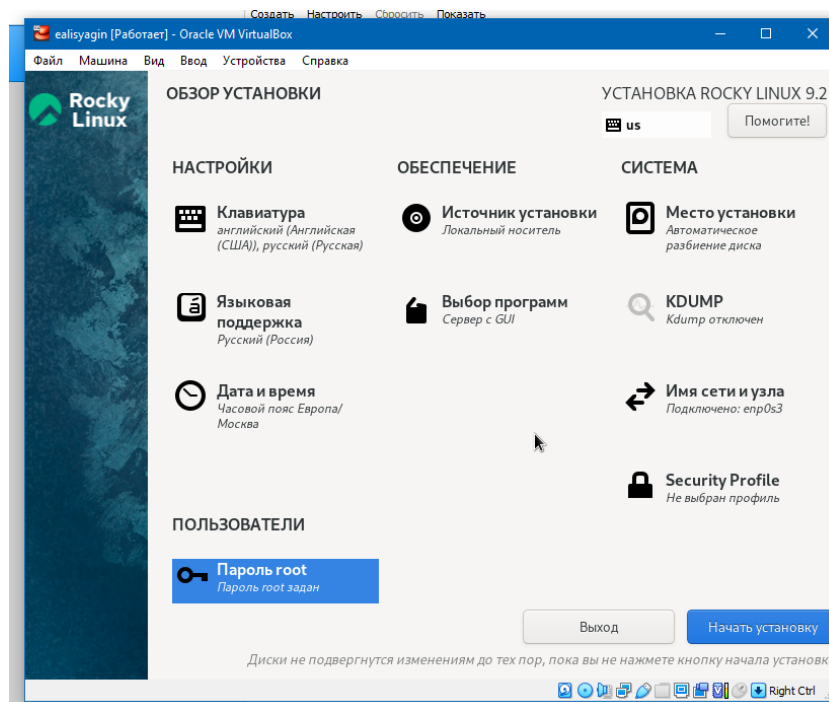 Создать Настроить Сбросить Показать
ealisyagin [Работает] - Oracle VM VirtualBox
Файл Машина Вид Ввод Устройства Справка
Rocky
Linux
ОБЗОР УСТАНОВКИ
УСТАНОВКА ROCKY LINUX 9.2
us
Помогите!
НАСТРОЙКИ
Клавиатура
английский (Английская
(США)), русский (Русская)
Языковая
поддержка
Русский (Россия)
Дата и время
Часовой пояс Европа/
Москва
ОБЕСПЕЧЕНИЕ
Источник установки
Локальный носитель
Выбор программ
Сервер с GUI
СИСТЕМА
Место установки
Автоматическое
разбиение диска
KDUMP
Kdump отключен
Имя сети и узла
Подключено: enp0s3
Security Profile
Не выбран профиль
ПОЛЬЗОВАТЕЛИ
Пароль root
Пароль root задан
Выход
Начать установку
Диски не подвергнутся изменениям до тех пор, пока вы не нажмете кнопку начала установк
Right Ctrl